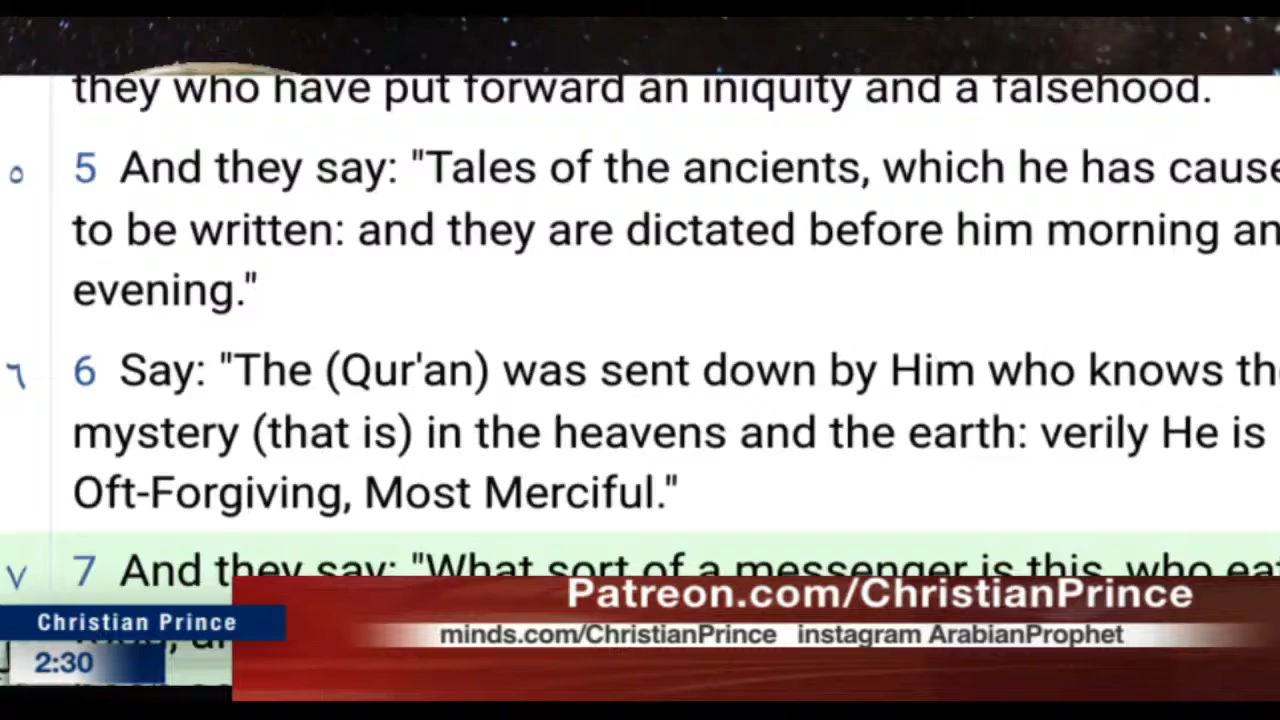 they who have put forward an iniquity and a falsehood.
٥ 5 And they say: "Tales of the ancients, which he has cause
to be written: and they are dictated before him morning an
evening."
٦ 6 Say: "The (Qur'an) was sent down by Him who knows the
mystery (that is) in the heavens and the earth: verily He is
Oft-Forgiving, Most Merciful."
٧ 7 And they say: "What sort of a messenger is this, who eat
Patreon.com/ChristianPrince
Christian Prince
minds.com/ChristianPrince instagram ArabianProphet
2:30